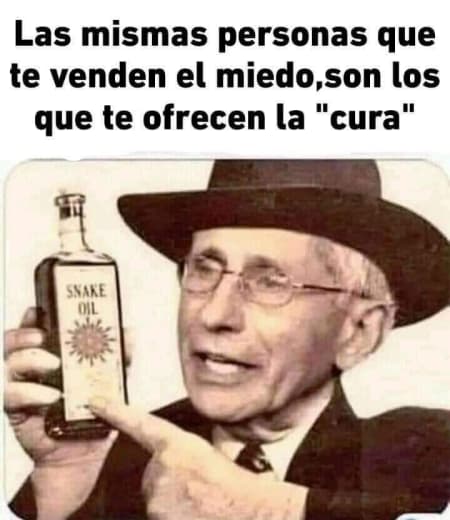 Las mismas personas que
te venden el miedo,son los
que te ofrecen la "cura"
SNAKE
OIL